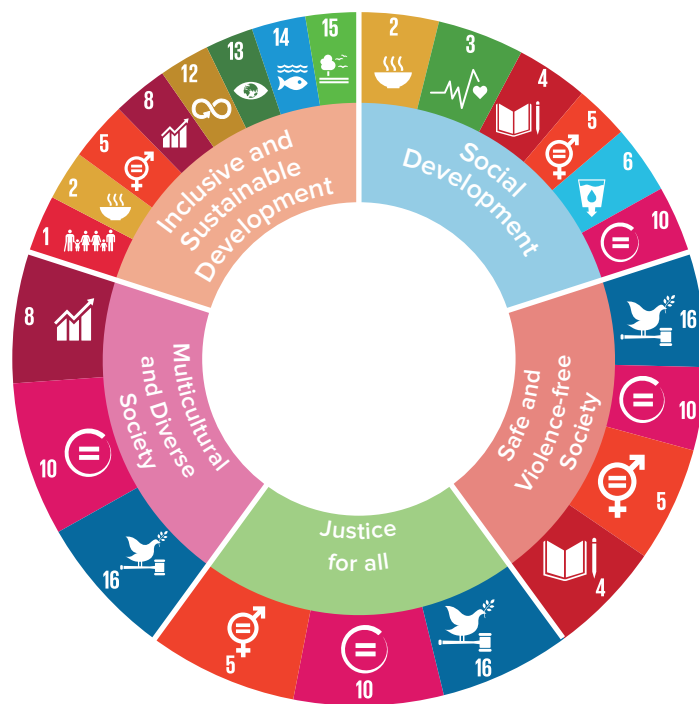 2
3
4
5
6
10
Social
Development
16
10
5
4
Safe and
Violence-free
Society
16
10
5
Justice
for all
16
10
8
Multicultural
and Diverse
Society
1
2
5
8
12
13
14
15
Inclusive and
Sustainable
Development